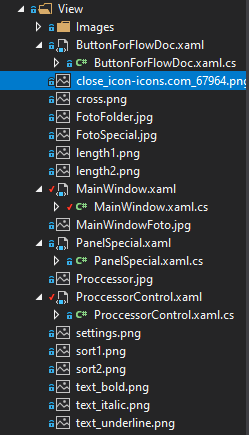 View
Images
ButtonForFlowDoc.xaml
C# ButtonForFlowDoc.xaml.cs
close_icon-icons.com_67964.png
cross.png
FotoFolder.jpg
FotoSpecial.jpg
length1.png
length2.png
MainWindow.xaml
C# MainWindow.xaml.cs
MainWindowFoto.jpg
PanelSpecial.xaml
C# PanelSpecial.xaml.cs
Proccessor.jpg
ProccessorControl.xaml
C# ProccessorControl.xaml.cs
settings.png
sort1.png
sort2.png
text_bold.png
text_italic.png
text_underline.png